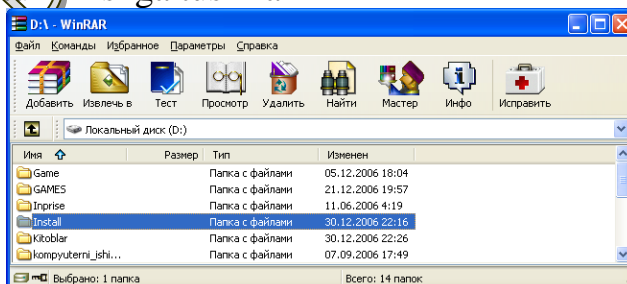 D:\ - WinRAR
Файл Команды Избранное Параметры Справка
Добавить Извлечь в Тест Просмотр Удалить Найти Мастер Инфо Исправить
Локальный диск (D:)
Имя Размер Тип Изменен
Game Папка с файлами 05.12.2006 18:04
GAMES Папка с файлами 21.12.2006 19:57
Inprise Папка с файлами 11.06.2006 4:19
Install Папка с файлами 30.12.2006 22:16
Kitoblar Папка с файлами 30.12.2006 22:26
kompyuterni_ishi... Папка с файлами 07.09.2006 17:49
Выбрано: 1 папка Всего: 14 папок